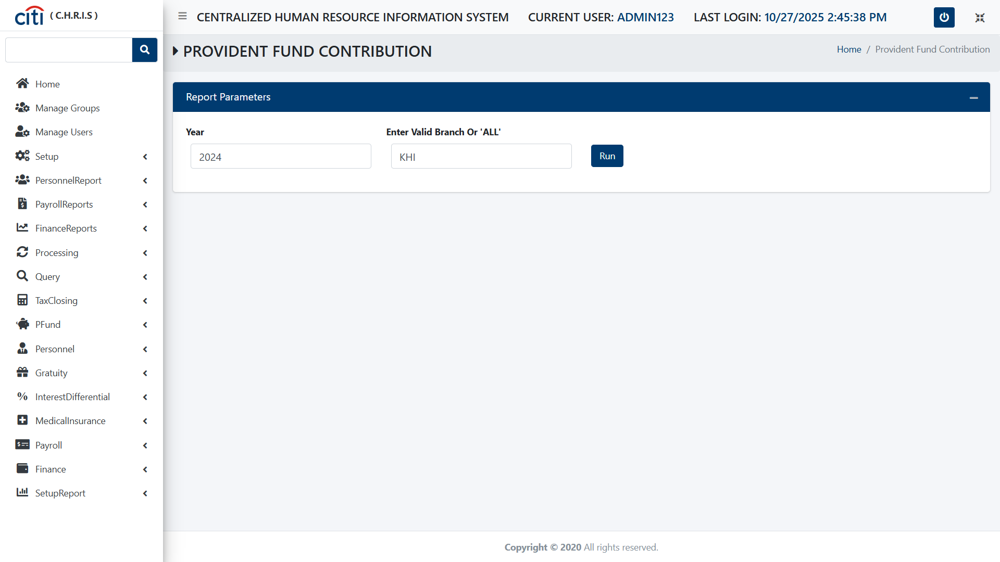 citi ( C.H.R.I.S )
CENTRALIZED HUMAN RESOURCE INFORMATION SYSTEM CURRENT USER: ADMIN123 LAST LOGIN: 10/27/2025 2:45:38 PM
PROVIDENT FUND CONTRIBUTION
Home / Provident Fund Contribution
Home
Manage Groups
Manage Users
Setup
PersonnelReport
PayrollReports
FinanceReports
Processing
Query
TaxClosing
PFund
Personnel
Gratuity
% InterestDifferential
MedicalInsurance
Payroll
Finance
SetupReport
Report Parameters
Year
Enter Valid Branch Or 'ALL'
2024
KHI
Run
Copyright © 2020 All rights reserved.